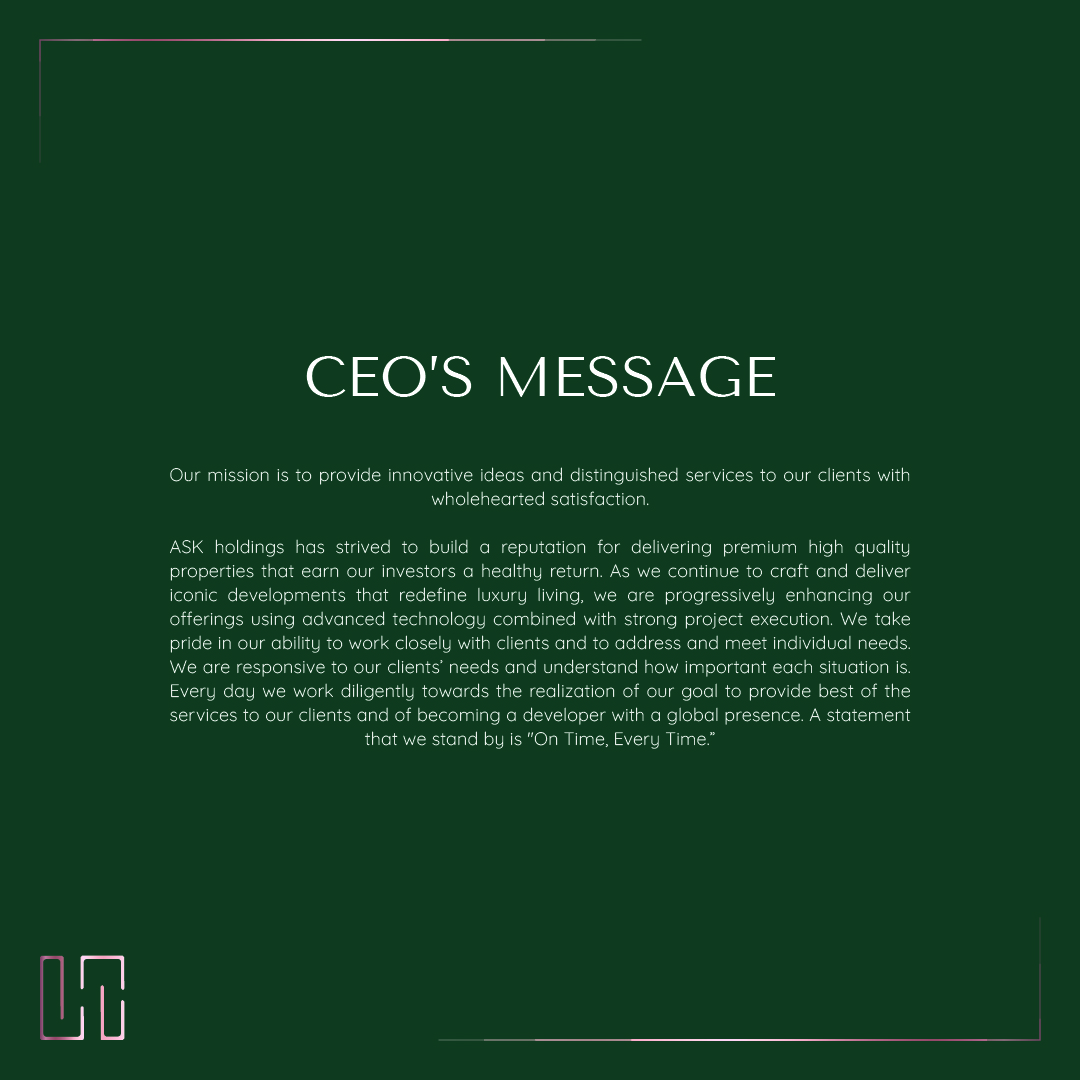 CEO'S MESSAGE
Our mission is to provide innovative ideas and distinguished services to our clients with
wholehearted satisfaction.
ASK holdings has strived to build a reputation for delivering premium high quality
properties that earn our investors a healthy return. As we continue to craft and deliver
iconic developments that redefine luxury living, we are progressively enhancing our
offerings using advanced technology combined with strong project execution. We take
pride in our ability to work closely with clients and to address and meet individual needs.
We are responsive to our clients’ needs and understand how important each situation is.
Every day we work diligently towards the realization of our goal to provide best of the
services to our clients and of becoming a developer with a global presence. A statement
that we stand by is "On Time, Every Time.”